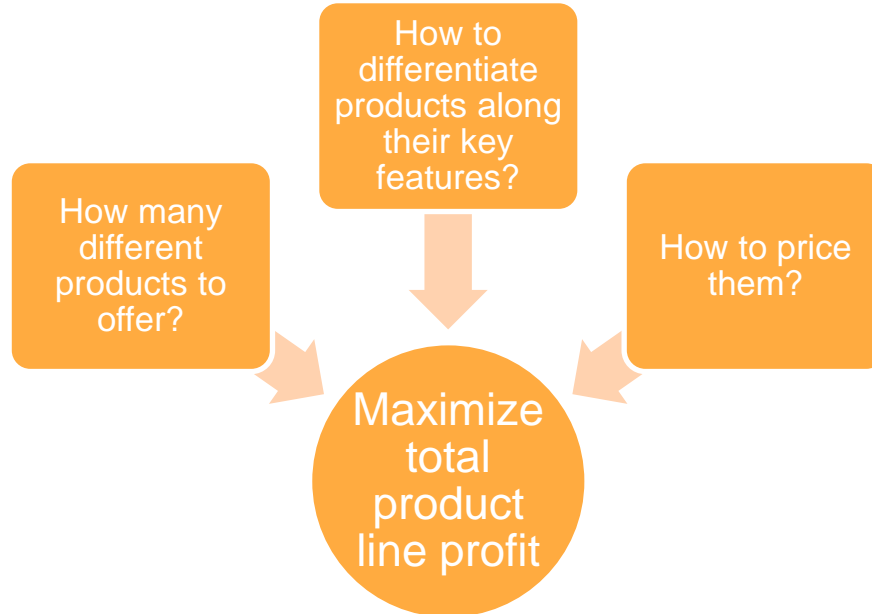 How to
differentiate
products along
their key
features?
How many
different
products to
offer?
How to price
them?
Maximize
total
product
line profit